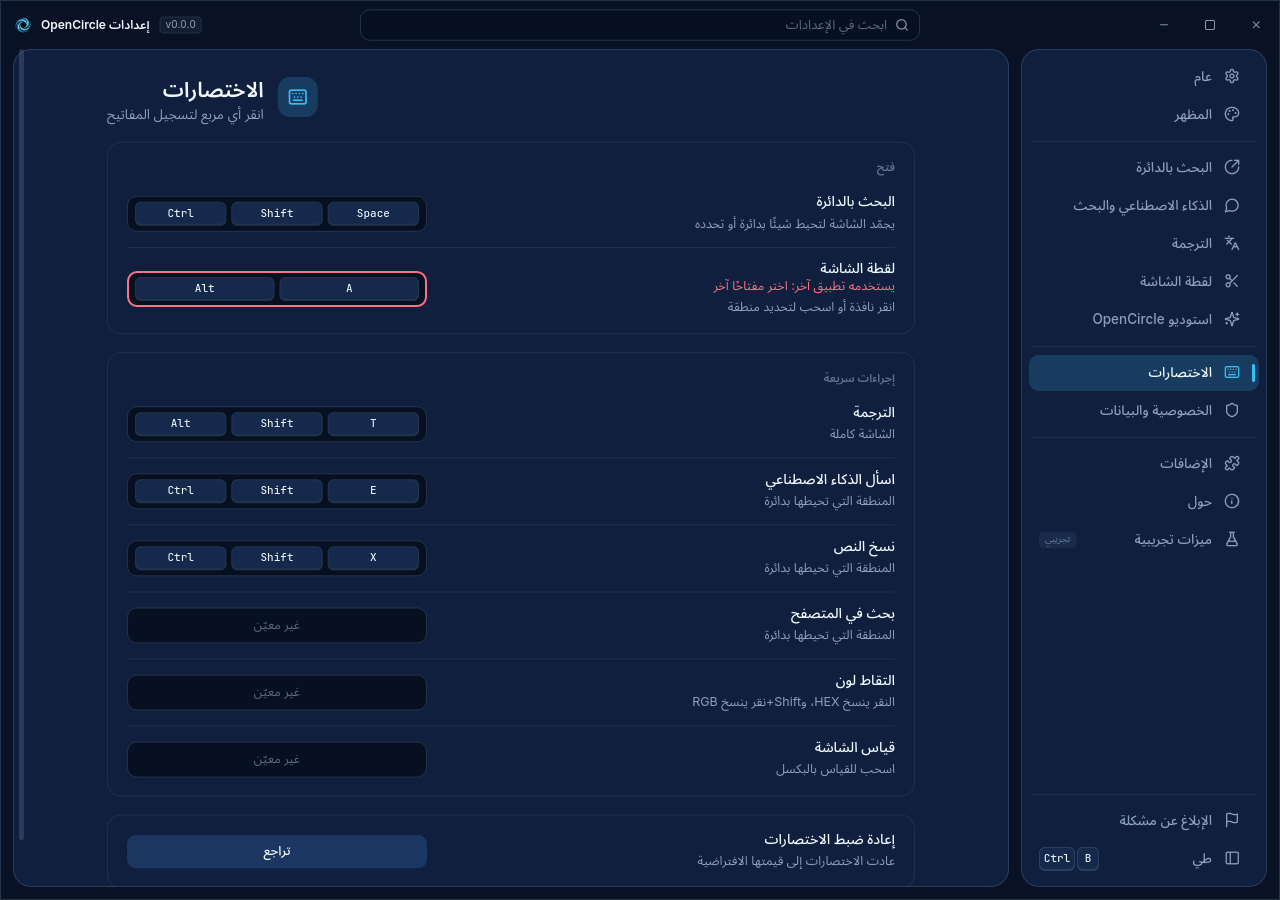 إعدادات OpenCircle
v0.0.0
ابحث في الإعدادات
عام
المظهر
البحث بالدائرة
الذكاء الاصطناعي والبحث
الترجمة
لقطة الشاشة
استوديو OpenCircle
الاختصارات
الخصوصية والبيانات
الإضافات
حول
ميزات تجريبية
تجريبي
الإبلاغ عن مشكلة
طي
Ctrl B
الاختصارات
انقر أي مربع لتسجيل المفاتيح
فتح
البحث بالدائرة
يجمّد الشاشة لتحيط شيئًا بدائرة أو تحدده
Ctrl Shift Space
لقطة الشاشة
يستخدمه تطبيق آخر؛ اختر مفتاحًا آخر
انقر نافذة أو اسحب لتحديد منطقة
Alt A
إجراءات سريعة
الترجمة
الشاشة كاملة
Alt Shift T
اسأل الذكاء الاصطناعي
المنطقة التي تحيطها بدائرة
Ctrl Shift E
نسخ النص
المنطقة التي تحيطها بدائرة
Ctrl Shift X
بحث في المتصفح
المنطقة التي تحيطها بدائرة
غير معيّن
التقاط لون
النقر ينسخ HEX، وShift+نقر ينسخ RGB
غير معيّن
قياس الشاشة
اسحب للقياس بالبكسل
غير معيّن
إعادة ضبط الاختصارات
عادت الاختصارات إلى قيمتها الافتراضية
تراجع